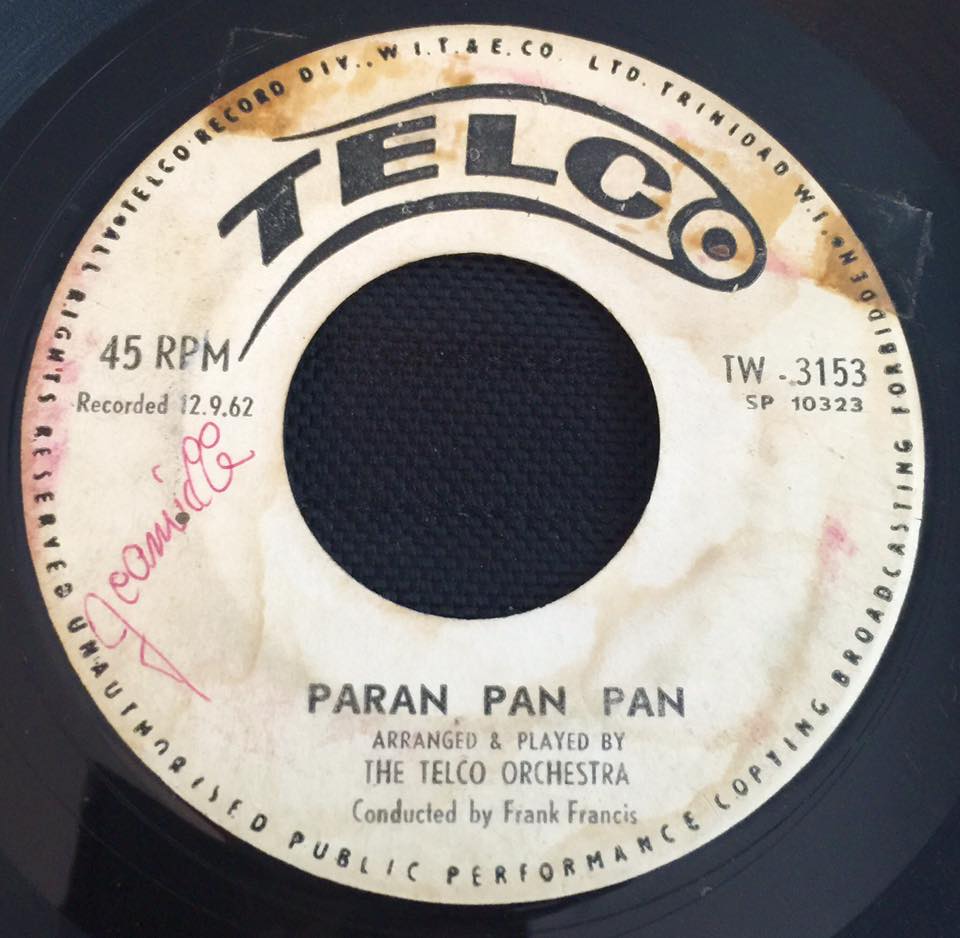 TELCO RECORD DIV., W.I.T. & E. CO. LTD. TRINIDAD W.I.
ALL RIGHTS RESERVED UNAUTHORISED PUBLIC PERFORMANCE COPYING BROADCASTING FORBIDDEN
TELCO
45 RPM
Recorded 12.9.62
TW - 3153
SP 10323
PARAN PAN PAN
ARRANGED & PLAYED BY
THE TELCO ORCHESTRA
Conducted by Frank Francis